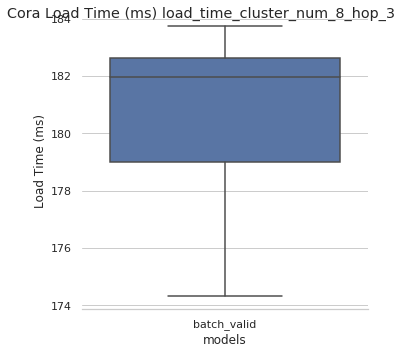 Cora Load Time (ms) load_time_cluster_num_8_hop_3
184
182
180
178
176
174
Load Time (ms)
batch_valid
models